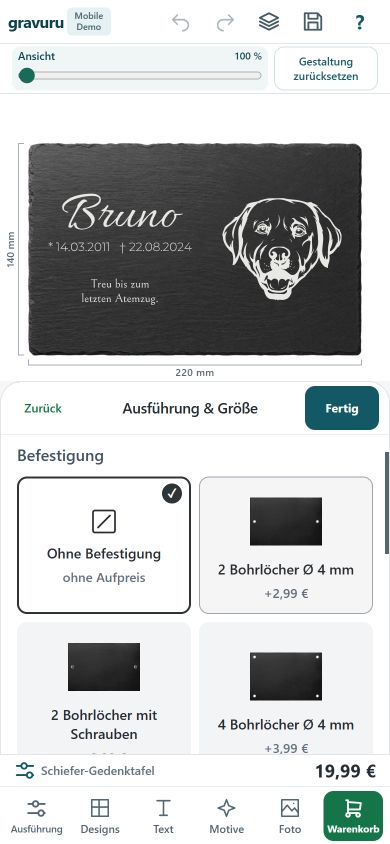 gravuru
Mobile
Demo
?
Ansicht
100 %
Gestaltung
zurücksetzen
Bruno
* 14.03.2011 † 22.08.2024
Treu bis zum
letzten Atemzug.
140 mm
220 mm
Zurück
Ausführung & Größe
Fertig
Befestigung
Ohne Befestigung
ohne Aufpreis
2 Bohrlöcher Ø 4 mm
+2,99 €
2 Bohrlöcher mit
Schrauben
4 Bohrlöcher Ø 4 mm
+3,99 €
Schiefer-Gedenktafel
19,99 €
Ausführung
Designs
Text
Motive
Foto
Warenkorb